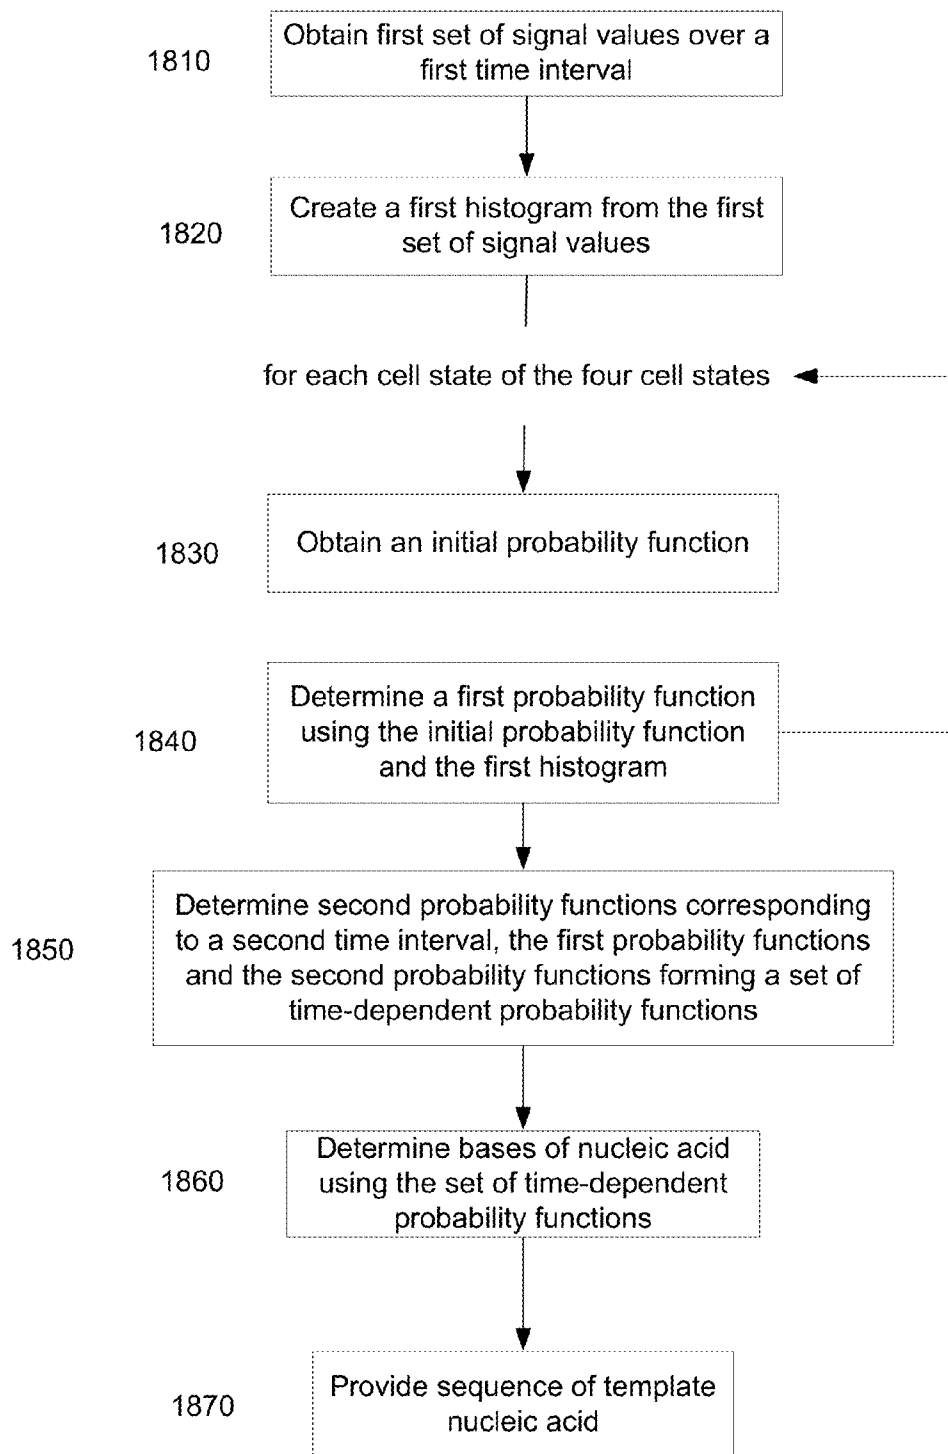 1810
Obtain first set of signal values over a
first time interval
1820
Create a first histogram from the first
set of signal values
for each cell state of the four cell states
1830
Obtain an initial probability function
1840
Determine a first probability function
using the initial probability function
and the first histogram
1850
Determine second probability functions corresponding
to a second time interval, the first probability functions
and the second probability functions forming a set of
time-dependent probability functions
1860
Determine bases of nucleic acid
using the set of time-dependent
probability functions
1870
Provide sequence of template
nucleic acid